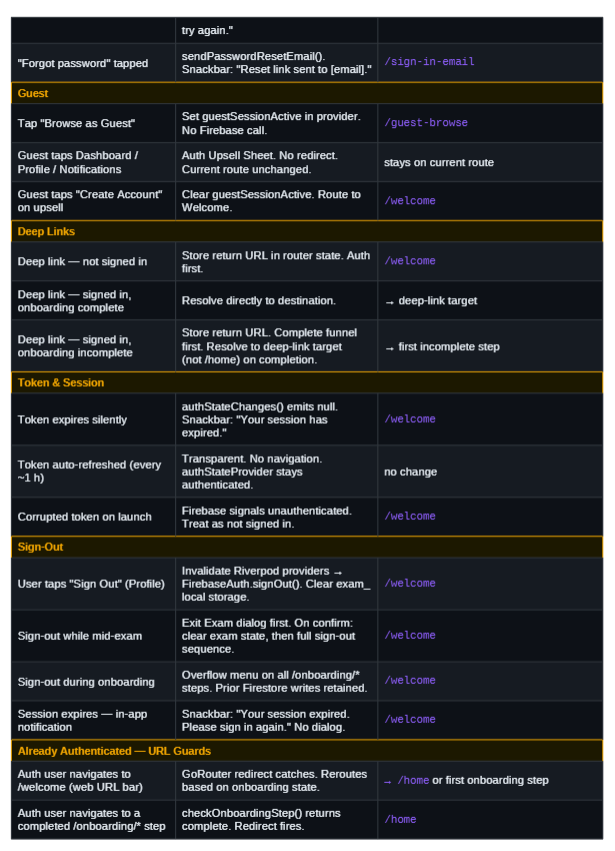 try again."
"Forgot password" tapped
sendPasswordResetEmail().
Snackbar: "Reset link sent to [email]."
/sign-in-email
Guest
Tap "Browse as Guest"
Set guestSessionActive in provider.
No Firebase call.
/guest-browse
Guest taps Dashboard /
Profile / Notifications
Auth Upsell Sheet. No redirect.
Current route unchanged.
stays on current route
Guest taps "Create Account"
on upsell
Clear guestSessionActive. Route to
Welcome.
/welcome
Deep Links
Deep link — not signed in
Store return URL in router state. Auth
first.
/welcome
Deep link — signed in,
onboarding complete
Resolve directly to destination.
→ deep-link target
Deep link — signed in,
onboarding incomplete
Store return URL. Complete funnel
first. Resolve to deep-link target
(not /home) on completion.
→ first incomplete step
Token & Session
Token expires silently
authStateChanges() emits null.
Snackbar: "Your session has
expired."
/welcome
Token auto-refreshed (every
~1 h)
Transparent. No navigation.
authStateProvider stays
authenticated.
no change
Corrupted token on launch
Firebase signals unauthenticated.
Treat as not signed in.
/welcome
Sign-Out
User taps "Sign Out" (Profile)
Invalidate Riverpod providers →
FirebaseAuth.signOut(). Clear exam_
local storage.
/welcome
Sign-out while mid-exam
Exit Exam dialog first. On confirm:
clear exam state, then full sign-out
sequence.
/welcome
Sign-out during onboarding
Overflow menu on all /onboarding/*
steps. Prior Firestore writes retained.
/welcome
Session expires — in-app
notification
Snackbar: "Your session expired.
Please sign in again." No dialog.
/welcome
Already Authenticated — URL Guards
Auth user navigates to
/welcome (web URL bar)
GoRouter redirect catches. Reroutes
based on onboarding state.
→ /home or first onboarding step
Auth user navigates to a
completed /onboarding/* step
checkOnboardingStep() returns
complete. Redirect fires.
/home